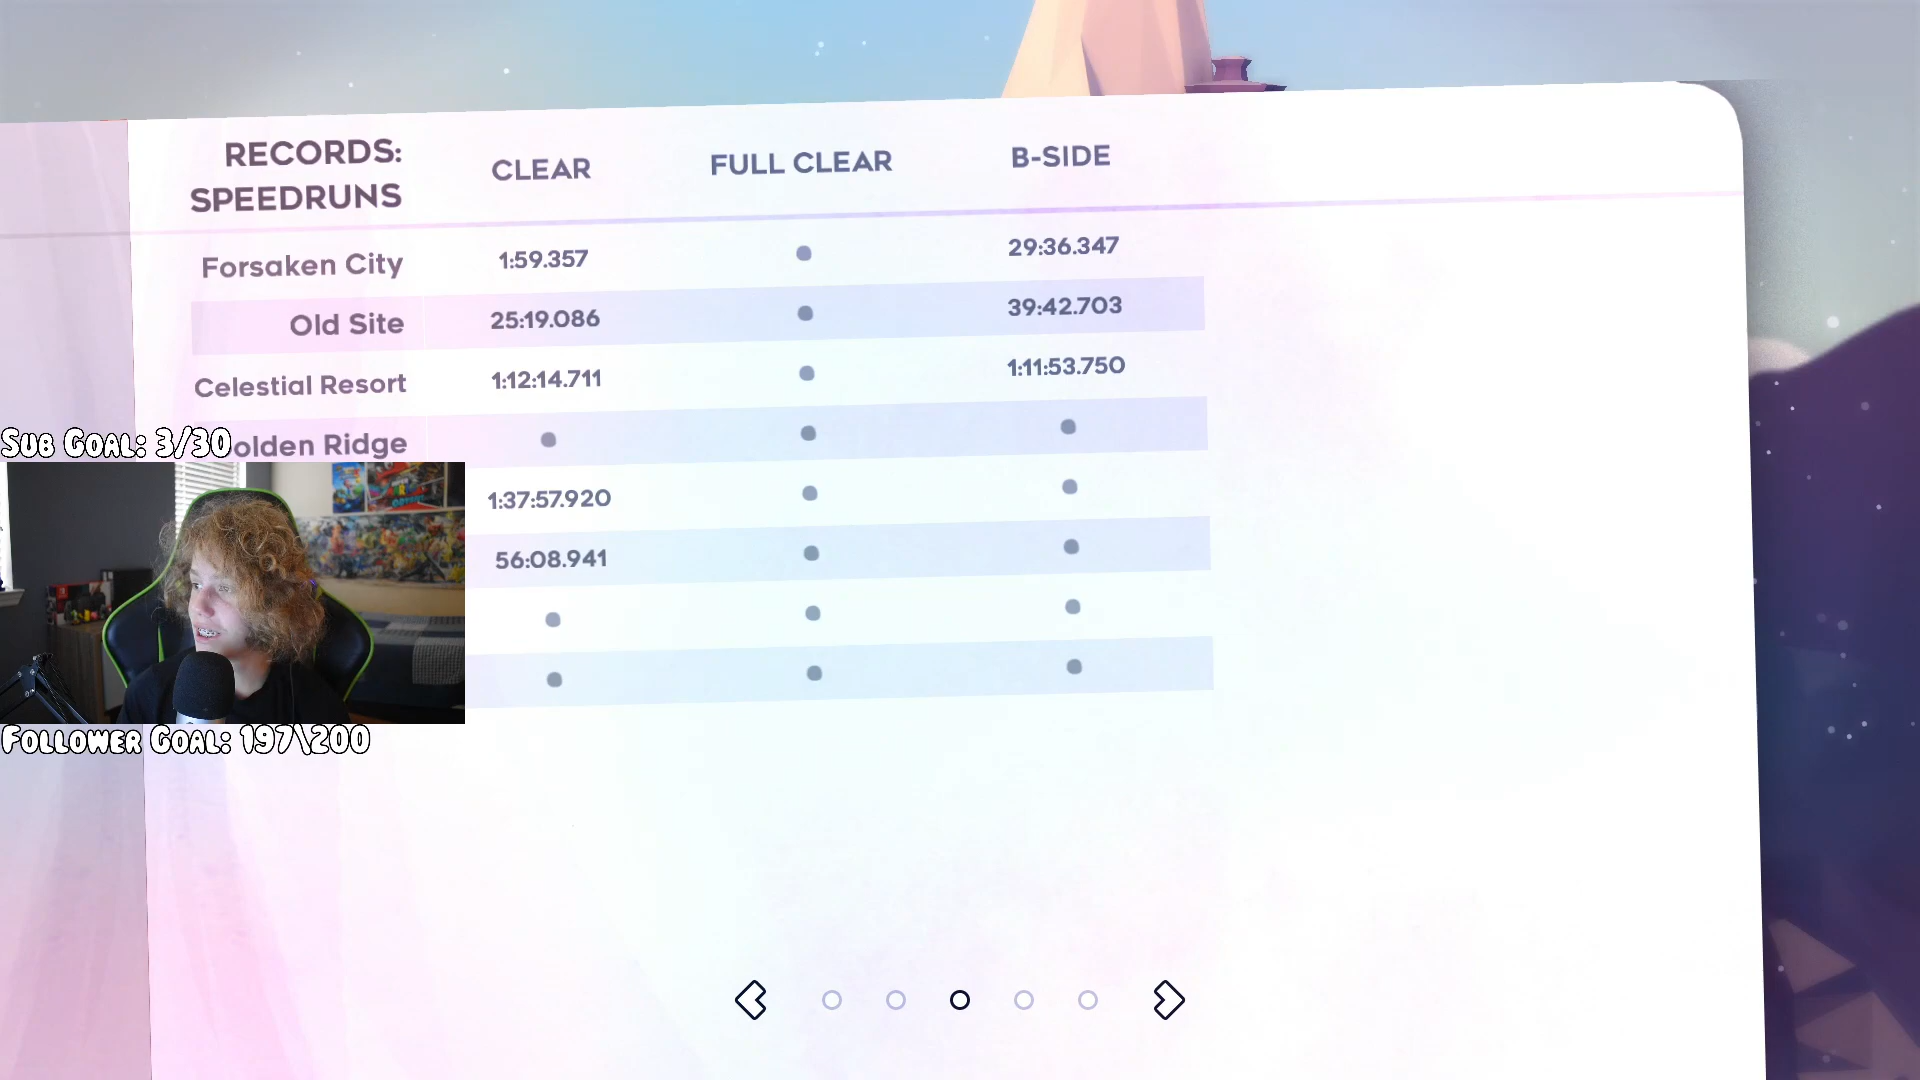 RECORDS:
SPEEDRUNS
CLEAR
FULL CLEAR
B-SIDE
Forsaken City
1:59.357
29:36.347
Old Site
25:19.086
39:42.703
Celestial Resort
1:12:14.711
1:11:53.750
Sub Goal: 3/30
olden Ridge
1:37:57.920
56:08.941
Follower Goal: 197\200